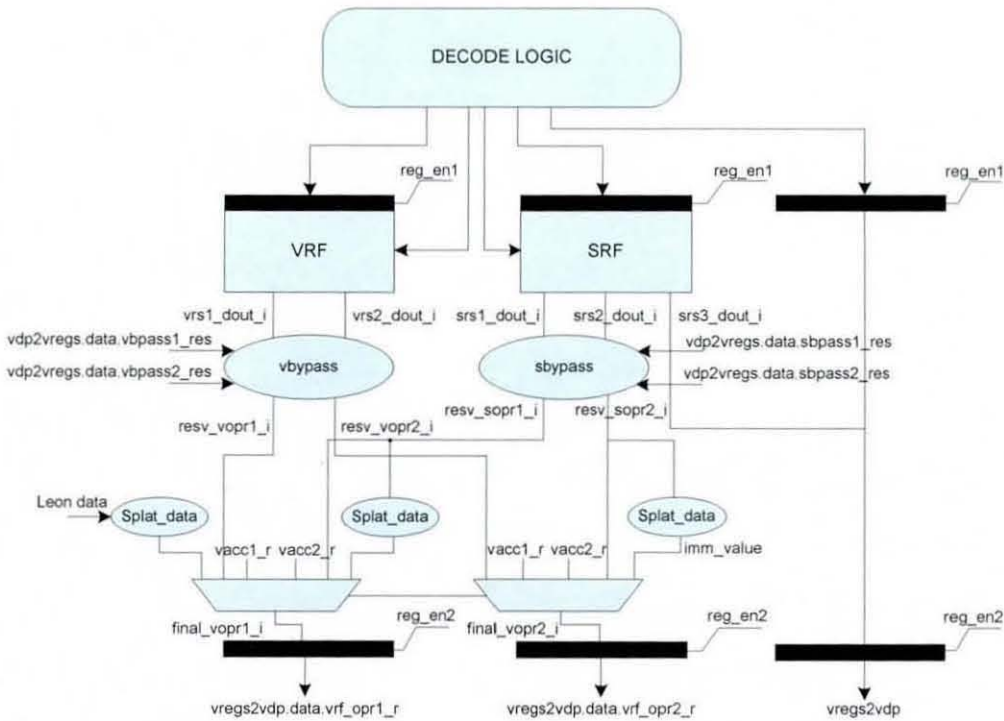 DECODE LOGIC
reg_en1
reg_en1
reg_en1
VRF
SRF
vrs1_dout_i
vrs2_dout_i
srs1_dout_i
srs2_dout_i
srs3_dout_i
vdp2vregs.data.vbpass1_res
vdp2vregs.data.sbpass1_res
vbypass
sbypass
vdp2vregs.data.vbpass2_res
vdp2vregs.data.sbpass2_res
resv_vopr1_i
resv_vopr2_i
resv_sopr1_i
resv_sopr2_i
Leon data
Splat_data
Splat_data
Splat_data
vacc1_r
vacc2_r
vacc1_r
vacc2_r
imm_value
final_vopr1_i
reg_en2
final_vopr2_i
reg_en2
reg_en2
vregs2vdp.data.vrf_opr1_r
vregs2vdp.data.vrf_opr2_r
vregs2vdp